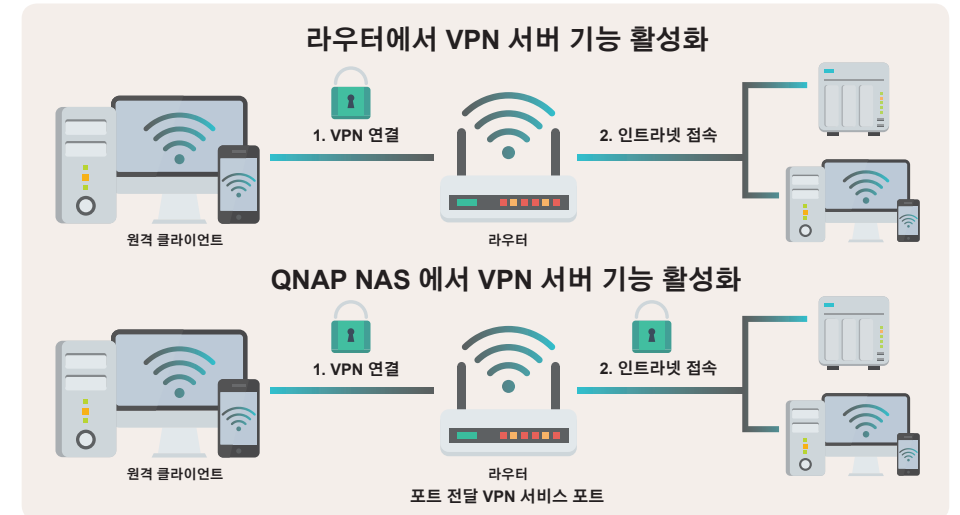 라우터에서 VPN 서버 기능 활성화
1. VPN 연결
2. 인트라넷 접속
원격 클라이언트
라우터
QNAP NAS 에서 VPN 서버 기능 활성화
1. VPN 연결
2. 인트라넷 접속
원격 클라이언트
라우터
포트 전달 VPN 서비스 포트